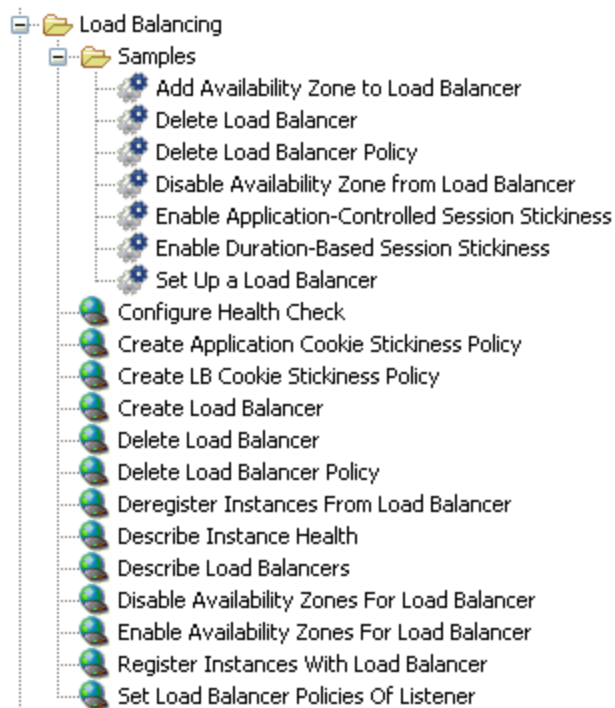 Load Balancing
Samples
Add Availability Zone to Load Balancer
Delete Load Balancer
Delete Load Balancer Policy
Disable Availability Zone from Load Balancer
Enable Application-Controlled Session Stickiness
Enable Duration-Based Session Stickiness
Set Up a Load Balancer
Configure Health Check
Create Application Cookie Stickiness Policy
Create LB Cookie Stickiness Policy
Create Load Balancer
Delete Load Balancer
Delete Load Balancer Policy
Deregister Instances From Load Balancer
Describe Instance Health
Describe Load Balancers
Disable Availability Zones For Load Balancer
Enable Availability Zones For Load Balancer
Register Instances With Load Balancer
Set Load Balancer Policies Of Listener